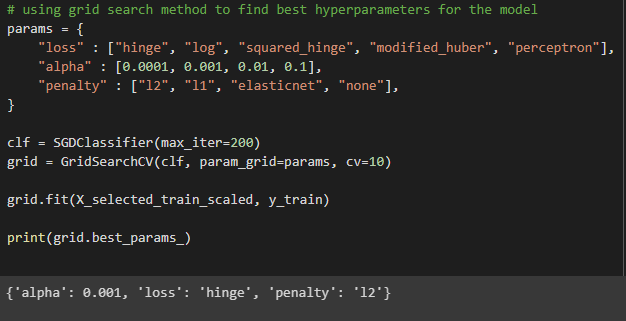 # using grid search method to find best hyperparameters for the model
params = {
    "loss" : ["hinge", "log", "squared_hinge", "modified_huber", "perceptron"],
    "alpha" : [0.0001, 0.001, 0.01, 0.1],
    "penalty" : ["l2", "l1", "elasticnet", "none"],
}

clf = SGDClassifier(max_iter=200)
grid = GridSearchCV(clf, param_grid=params, cv=10)

grid.fit(X_selected_train_scaled, y_train)

print(grid.best_params_)

{'alpha': 0.001, 'loss': 'hinge', 'penalty': 'l2'}